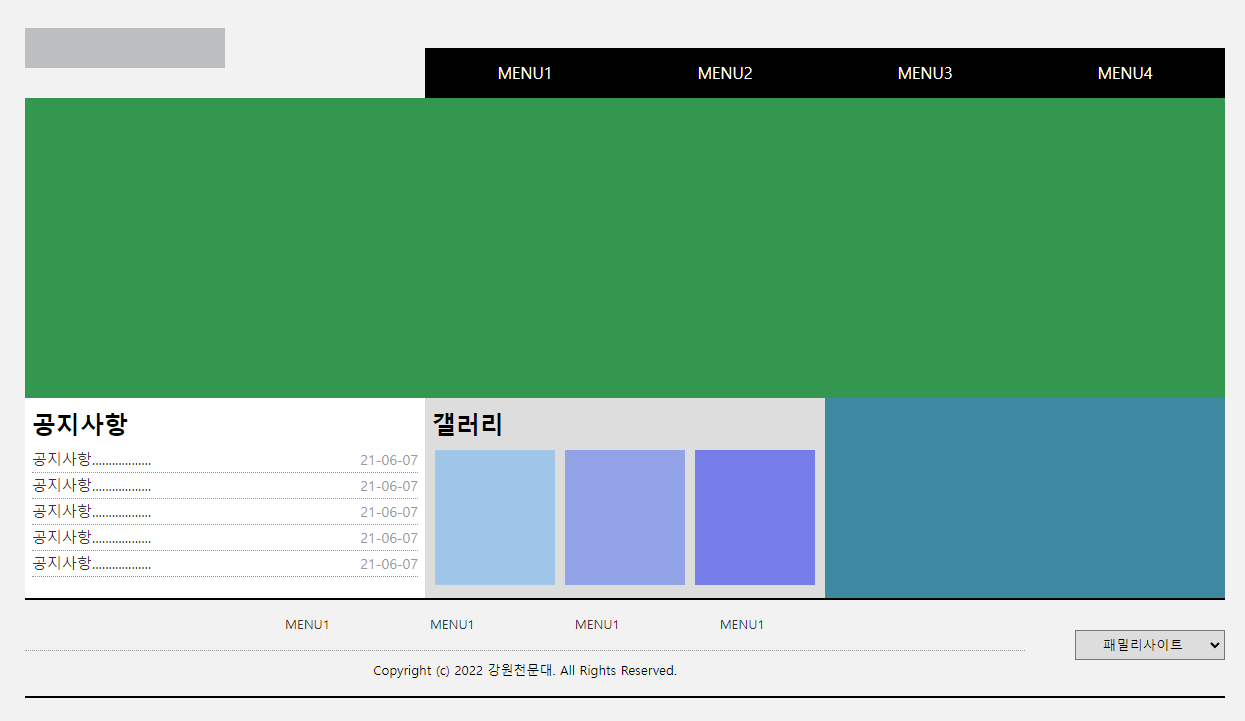 MENU1 MENU2 MENU3 MENU4
공지사항
공지사항.................. 21-06-07
공지사항.................. 21-06-07
공지사항.................. 21-06-07
공지사항.................. 21-06-07
공지사항.................. 21-06-07
갤러리
MENU1 MENU1 MENU1 MENU1
Copyright (c) 2022 강원천문대. All Rights Reserved.
패밀리사이트